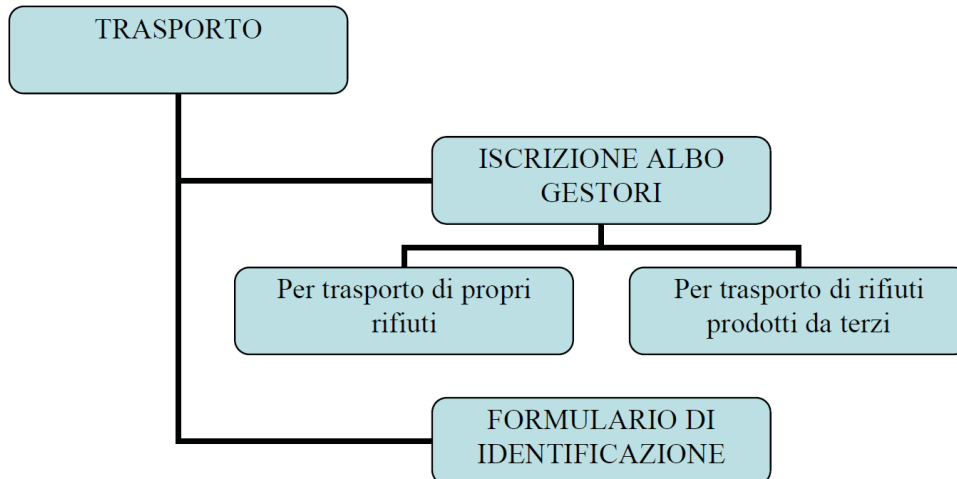 TRASPORTO
ISCRIZIONE ALBO
GESTORI
Per trasporto di propri
rifiuti
Per trasporto di rifiuti
prodotti da terzi
FORMULARIO DI
IDENTIFICAZIONE